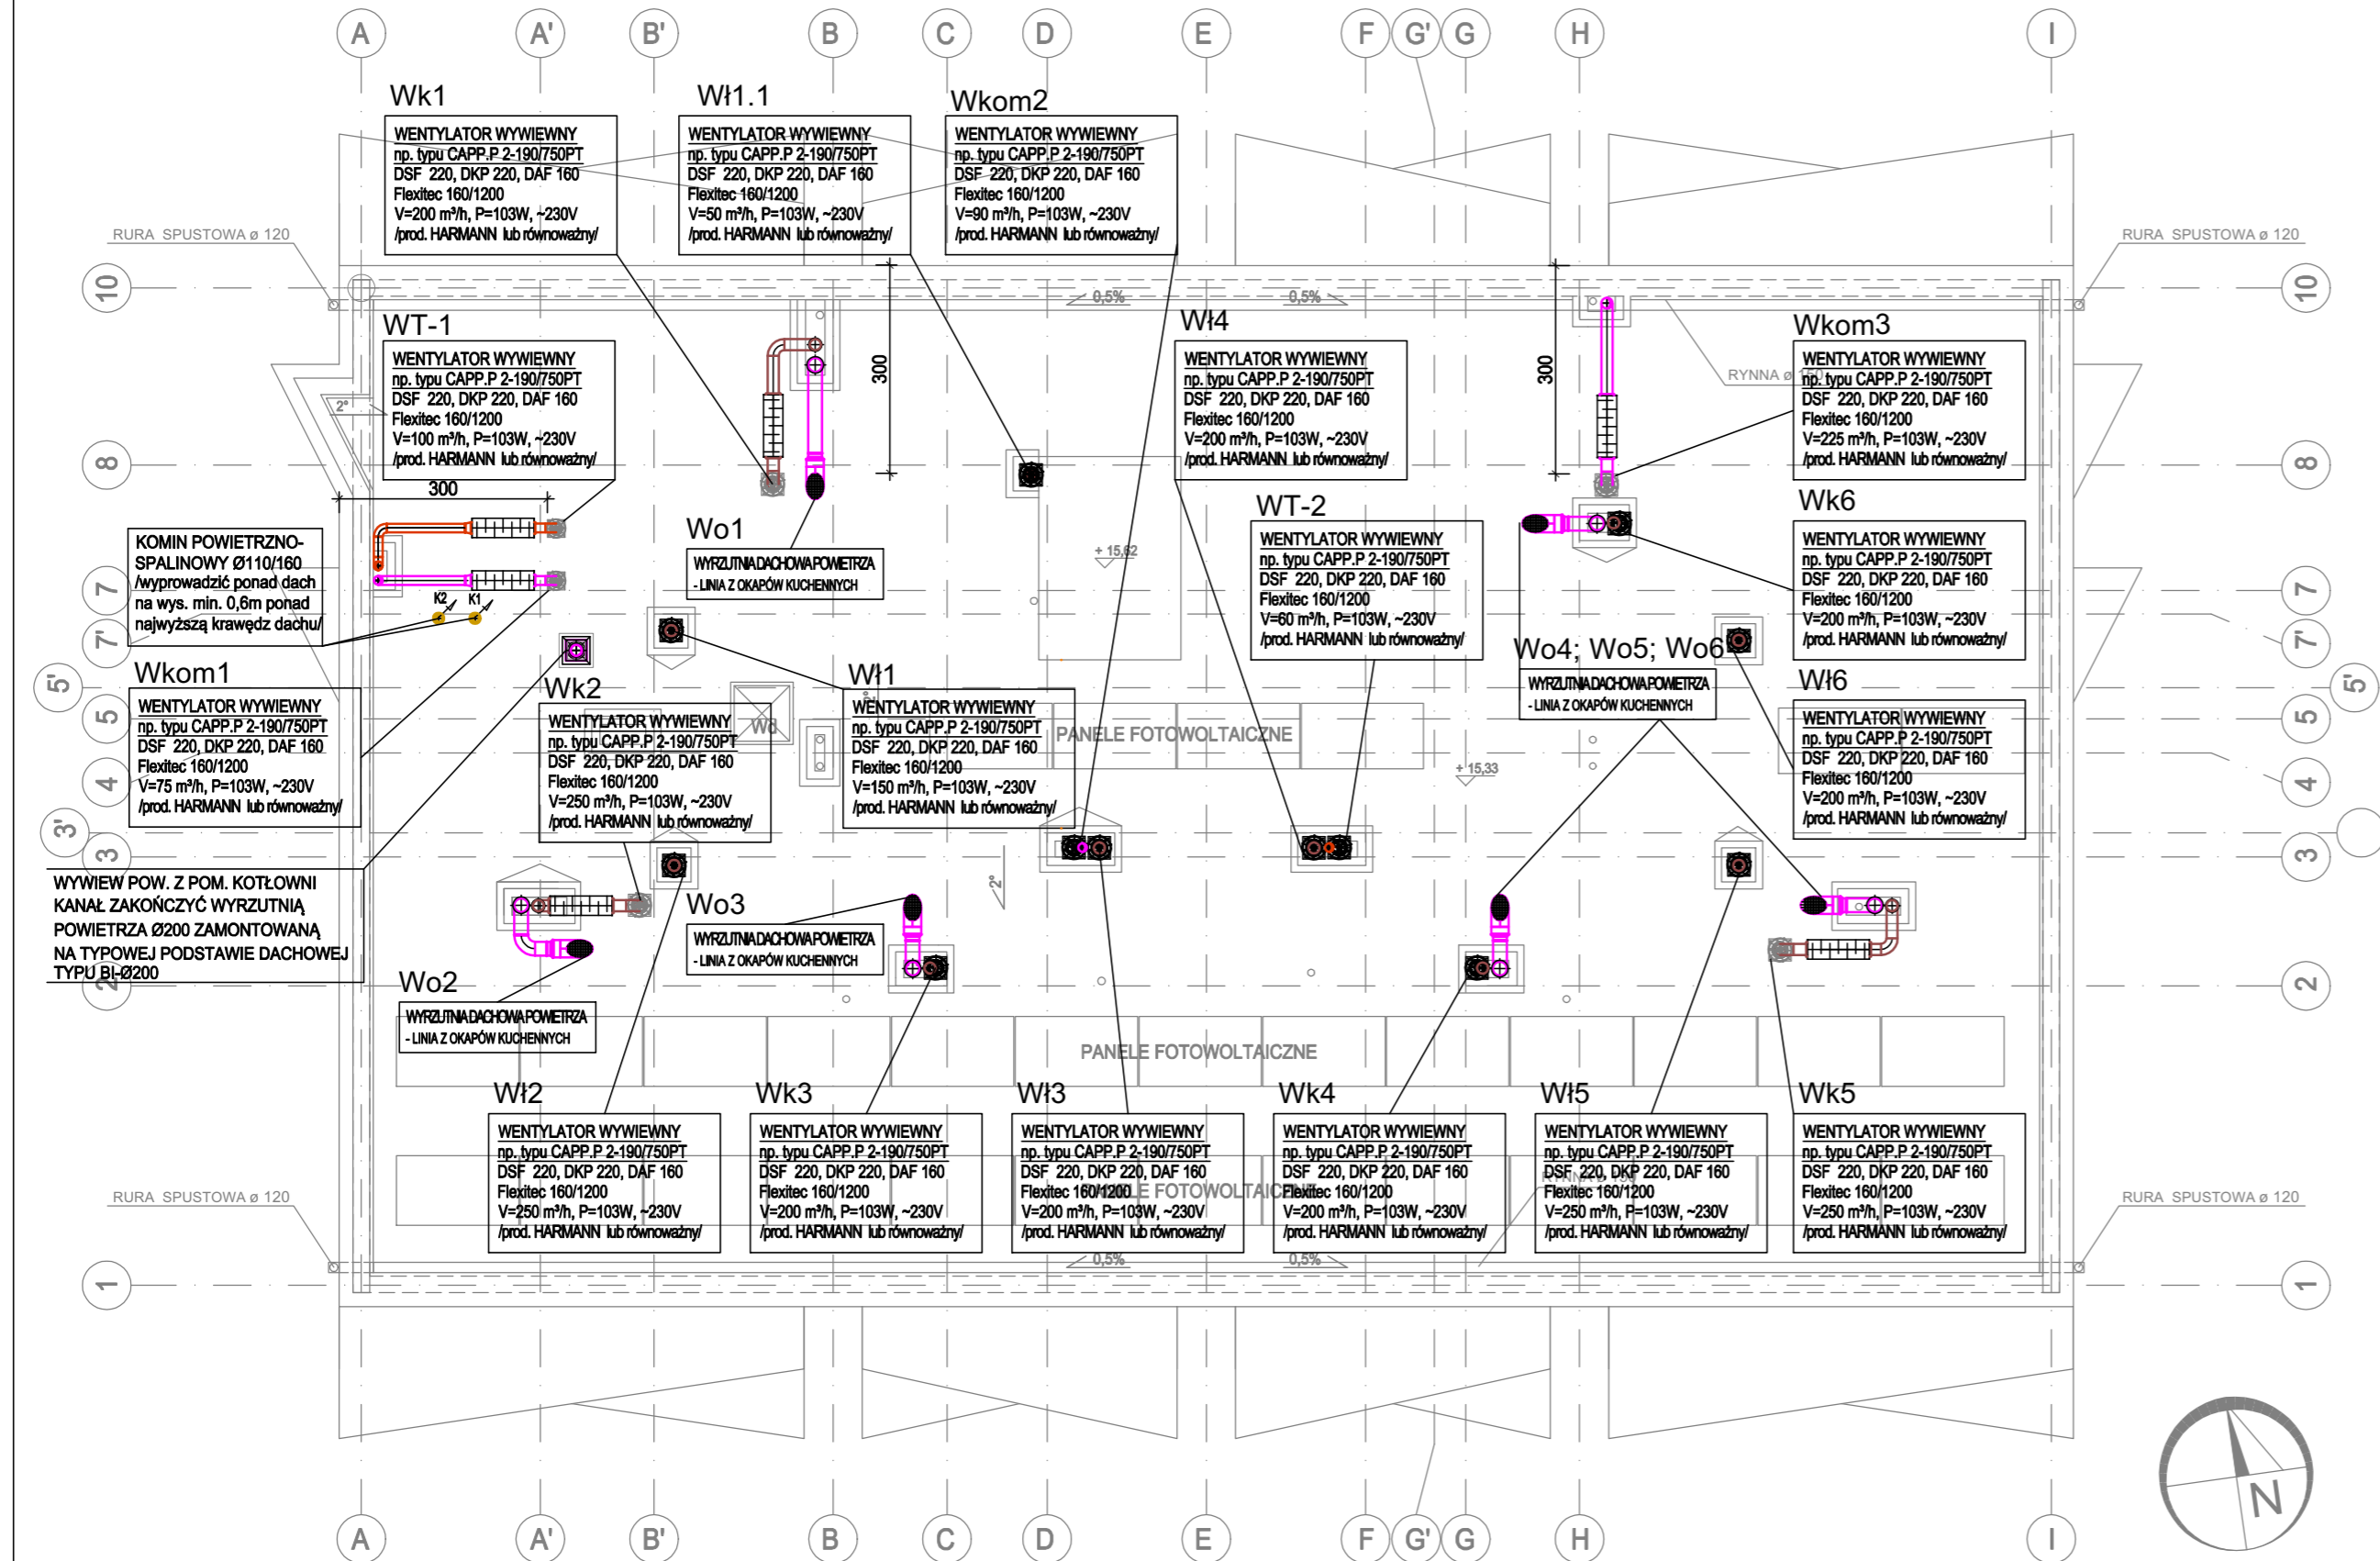 A A' B' B C D E F G' G H I
Wk1
WENTYLATOR WYWIEWNY
np. typu CAPP.P 2-190/750PT
DSF 220, DKP 220, DAF 160
Flexitec 160/1200
V=200 m³/h, P=103W, ~230V
/prod. HARMANN lub równoważny/
Wł1.1
WENTYLATOR WYWIEWNY
np. typu CAPP.P 2-190/750PT
DSF 220, DKP 220, DAF 160
Flexitec 160/1200
V=50 m³/h, P=103W, ~230V
/prod. HARMANN lub równoważny/
Wkom2
WENTYLATOR WYWIEWNY
np. typu CAPP.P 2-190/750PT
DSF 220, DKP 220, DAF 160
Flexitec 160/1200
V=90 m³/h, P=103W, ~230V
/prod. HARMANN lub równoważny/
RURA SPUSTOWA ø 120
RURA SPUSTOWA ø 120
10
10
0,5%
0,5%
WT-1
WENTYLATOR WYWIEWNY
np. typu CAPP.P 2-190/750PT
DSF 220, DKP 220, DAF 160
Flexitec 160/1200
V=100 m³/h, P=103W, ~230V
/prod. HARMANN lub równoważny/
2°
300
300
300
Wł4
WENTYLATOR WYWIEWNY
np. typu CAPP.P 2-190/750PT
DSF 220, DKP 220, DAF 160
Flexitec 160/1200
V=200 m³/h, P=103W, ~230V
/prod. HARMANN lub równoważny/
RYNNA ø 150
Wkom3
WENTYLATOR WYWIEWNY
np. typu CAPP.P 2-190/750PT
DSF 220, DKP 220, DAF 160
Flexitec 160/1200
V=225 m³/h, P=103W, ~230V
/prod. HARMANN lub równoważny/
8
8
KOMIN POWIETRZNO-
SPALINOWY Ø110/160
/wyprowadzić ponad dach
na wys. min. 0,6m ponad
najwyższą krawędz dachu/
K2 K1
Wo1
WYRZUTNIA DACHOWA POWIETRZA
- LINIA Z OKAPÓW KUCHENNYCH
+ 15,62
WT-2
WENTYLATOR WYWIEWNY
np. typu CAPP.P 2-190/750PT
DSF 220, DKP 220, DAF 160
Flexitec 160/1200
V=60 m³/h, P=103W, ~230V
/prod. HARMANN lub równoważny/
Wk6
WENTYLATOR WYWIEWNY
np. typu CAPP.P 2-190/750PT
DSF 220, DKP 220, DAF 160
Flexitec 160/1200
V=200 m³/h, P=103W, ~230V
/prod. HARMANN lub równoważny/
7
7
7'
7'
Wkom1
WENTYLATOR WYWIEWNY
np. typu CAPP.P 2-190/750PT
DSF 220, DKP 220, DAF 160
Flexitec 160/1200
V=75 m³/h, P=103W, ~230V
/prod. HARMANN lub równoważny/
Wk2
WENTYLATOR WYWIEWNY
np. typu CAPP.P 2-190/750PT
DSF 220, DKP 220, DAF 160
Flexitec 160/1200
V=250 m³/h, P=103W, ~230V
/prod. HARMANN lub równoważny/
Wd
Wł1
WENTYLATOR WYWIEWNY
np. typu CAPP.P 2-190/750PT
DSF 220, DKP 220, DAF 160
Flexitec 160/1200
V=150 m³/h, P=103W, ~230V
/prod. HARMANN lub równoważny/
PANELE FOTOWOLTAICZNE
+ 15,33
Wo4; Wo5; Wo6
WYRZUTNIA DACHOWA POWIETRZA
- LINIA Z OKAPÓW KUCHENNYCH
Wł6
WENTYLATOR WYWIEWNY
np. typu CAPP.P 2-190/750PT
DSF 220, DKP 220, DAF 160
Flexitec 160/1200
V=200 m³/h, P=103W, ~230V
/prod. HARMANN lub równoważny/
5'
5'
5
5
4
4
3'
3
3
WYWIEW POW. Z POM. KOTŁOWNI
KANAŁ ZAKOŃCZYĆ WYRZUTNIĄ
POWIETRZA Ø200 ZAMONTOWANĄ
NA TYPOWEJ PODSTAWIE DACHOWEJ
TYPU BI-Ø200
2°
Wo3
WYRZUTNIA DACHOWA POWIETRZA
- LINIA Z OKAPÓW KUCHENNYCH
2
2
Wo2
WYRZUTNIA DACHOWA POWIETRZA
- LINIA Z OKAPÓW KUCHENNYCH
PANELE FOTOWOLTAICZNE
Wł2
WENTYLATOR WYWIEWNY
np. typu CAPP.P 2-190/750PT
DSF 220, DKP 220, DAF 160
Flexitec 160/1200
V=250 m³/h, P=103W, ~230V
/prod. HARMANN lub równoważny/
Wk3
WENTYLATOR WYWIEWNY
np. typu CAPP.P 2-190/750PT
DSF 220, DKP 220, DAF 160
Flexitec 160/1200
V=200 m³/h, P=103W, ~230V
/prod. HARMANN lub równoważny/
Wł3
WENTYLATOR WYWIEWNY
np. typu CAPP.P 2-190/750PT
DSF 220, DKP 220, DAF 160
Flexitec 160/1200
V=200 m³/h, P=103W, ~230V
/prod. HARMANN lub równoważny/
PANELE FOTOWOLTAICZNE
Wk4
WENTYLATOR WYWIEWNY
np. typu CAPP.P 2-190/750PT
DSF 220, DKP 220, DAF 160
Flexitec 160/1200
V=200 m³/h, P=103W, ~230V
/prod. HARMANN lub równoważny/
Wł5
WENTYLATOR WYWIEWNY
np. typu CAPP.P 2-190/750PT
DSF 220, DKP 220, DAF 160
RYNNA ø 150
Flexitec 160/1200
V=250 m³/h, P=103W, ~230V
/prod. HARMANN lub równoważny/
Wk5
WENTYLATOR WYWIEWNY
np. typu CAPP.P 2-190/750PT
DSF 220, DKP 220, DAF 160
Flexitec 160/1200
V=250 m³/h, P=103W, ~230V
/prod. HARMANN lub równoważny/
RURA SPUSTOWA ø 120
RURA SPUSTOWA ø 120
0,5%
0,5%
1
1
N
A A' B' B C D E F G' G H I